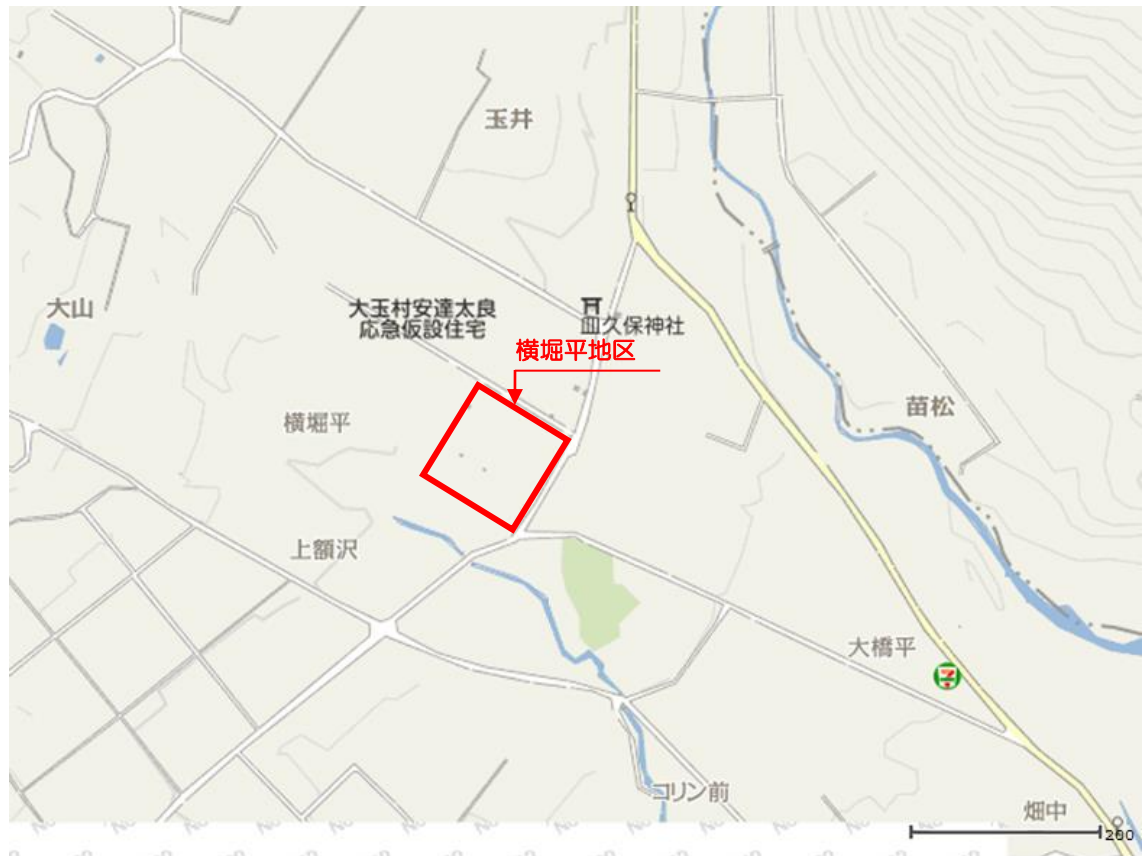 玉井
大山
大玉村安達太良
応急仮設住宅
皿久保神社
横堀平地区
横堀平
苗松
上額沢
大橋平
コリン前
畑中
200